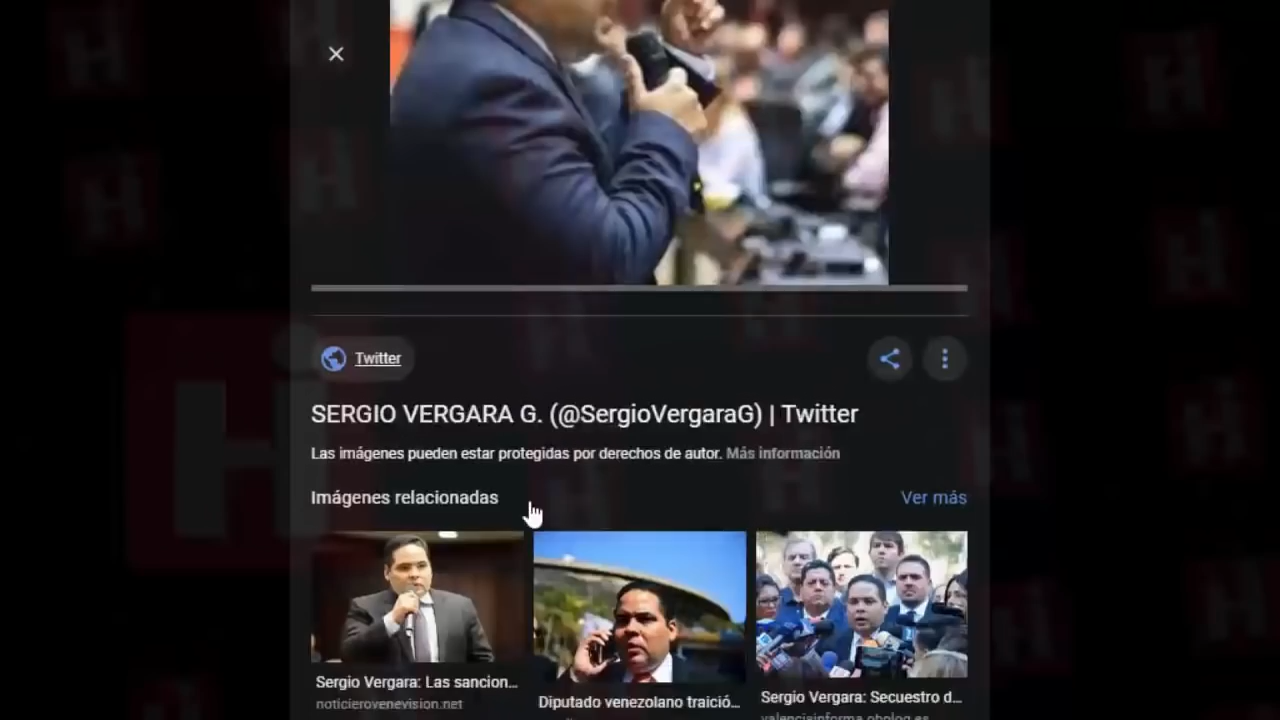 Twitter
SERGIO VERGARA G. (@SergioVergaraG) | Twitter
Las imágenes pueden estar protegidas por derechos de autor. Más información
Imágenes relacionadas
Ver más
Sergio Vergara: Las sancion...
noticierovenevision.net
Diputado venezolano traició...
Sergio Vergara: Secuestro d...